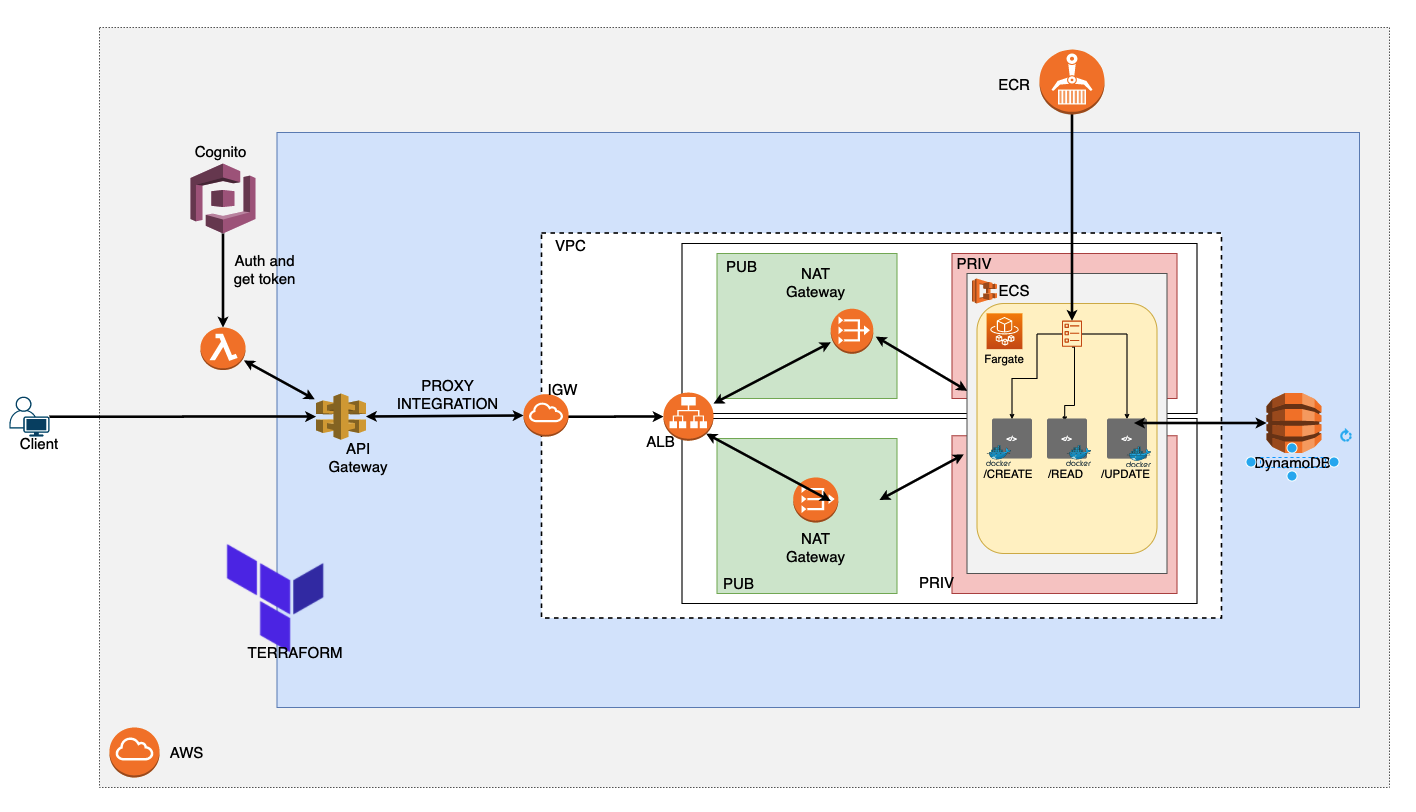 ECR
Cognito
Auth and
get token
VPC
PUB
NAT
Gateway
PRIV
ECS
Fargate
Client
API
Gateway
PROXY
INTEGRATION
IGW
ALB
</>
</>
</>
docker
docker
docker
/CREATE
/READ
/UPDATE
DynamoDB
NAT
Gateway
PUB
PRIV
TERRAFORM
AWS